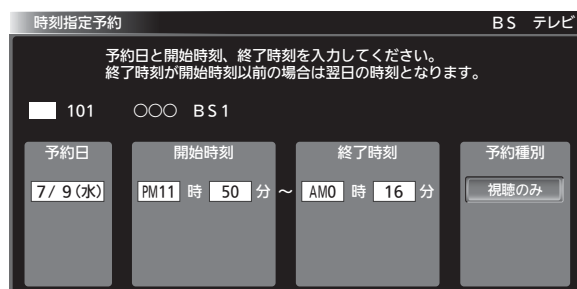 時刻指定予約 BS テレビ
予約日と開始時刻、終了時刻を入力してください。
終了時刻が開始時刻以前の場合は翌日の時刻となります。
101 ○○○ BS1
予約日 開始時刻 終了時刻 予約種別
7/ 9(水) PM11 時 50 分 ～ AM0 時 16 分 視聴のみ